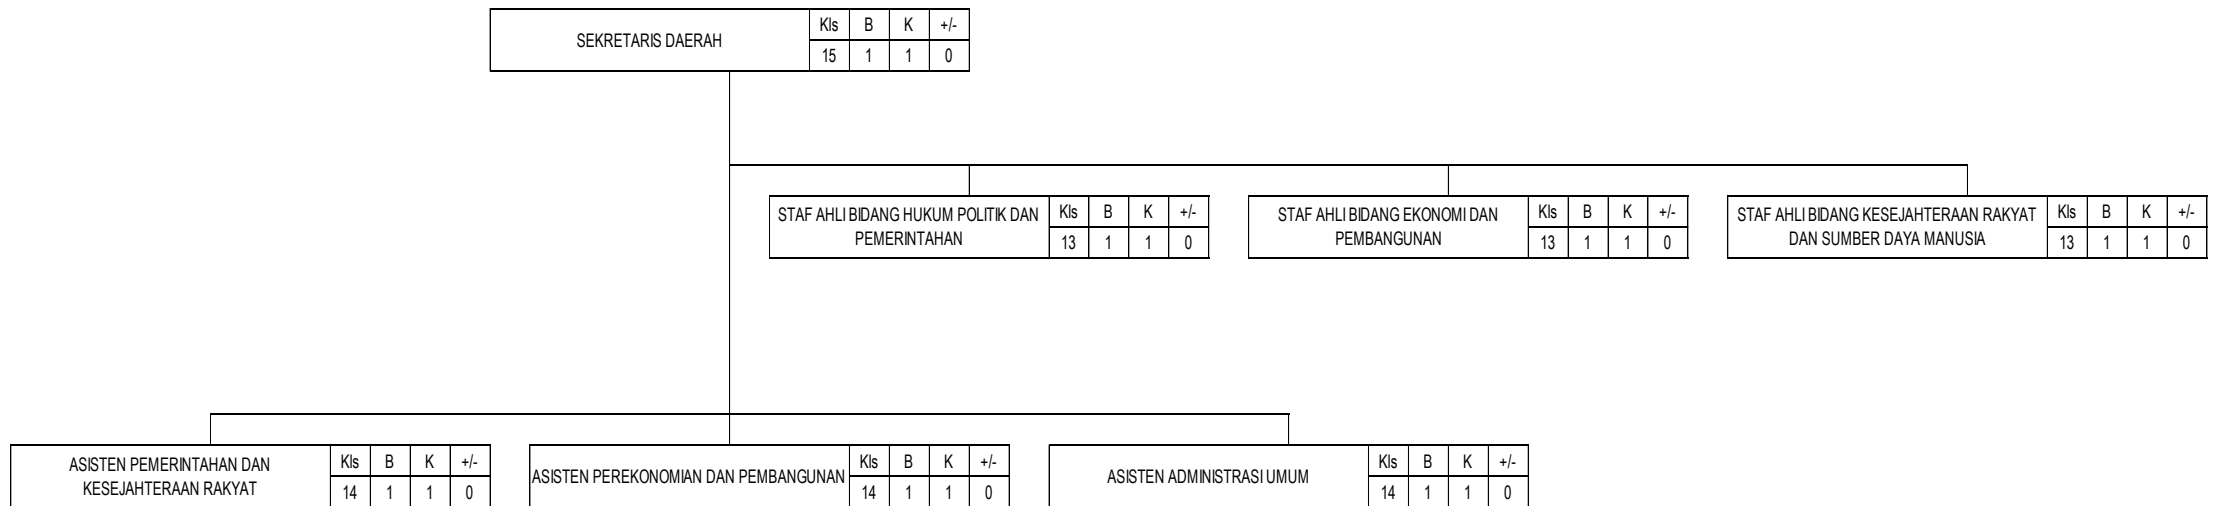 SEKRETARIS DAERAH
Kls B K +/-
15 1 1 0
STAF AHLI BIDANG HUKUM POLITIK DAN
PEMERINTAHAN
Kls B K +/-
13 1 1 0
STAF AHLI BIDANG EKONOMI DAN
PEMBANGUNAN
Kls B K +/-
13 1 1 0
STAF AHLI BIDANG KESEJAHTERAAN RAKYAT
DAN SUMBER DAYA MANUSIA
Kls B K +/-
13 1 1 0
ASISTEN PEMERINTAHAN DAN
KESEJAHTERAAN RAKYAT
Kls B K +/-
14 1 1 0
ASISTEN PEREKONOMIAN DAN PEMBANGUNAN
Kls B K +/-
14 1 1 0
ASISTEN ADMINISTRASI UMUM
Kls B K +/-
14 1 1 0